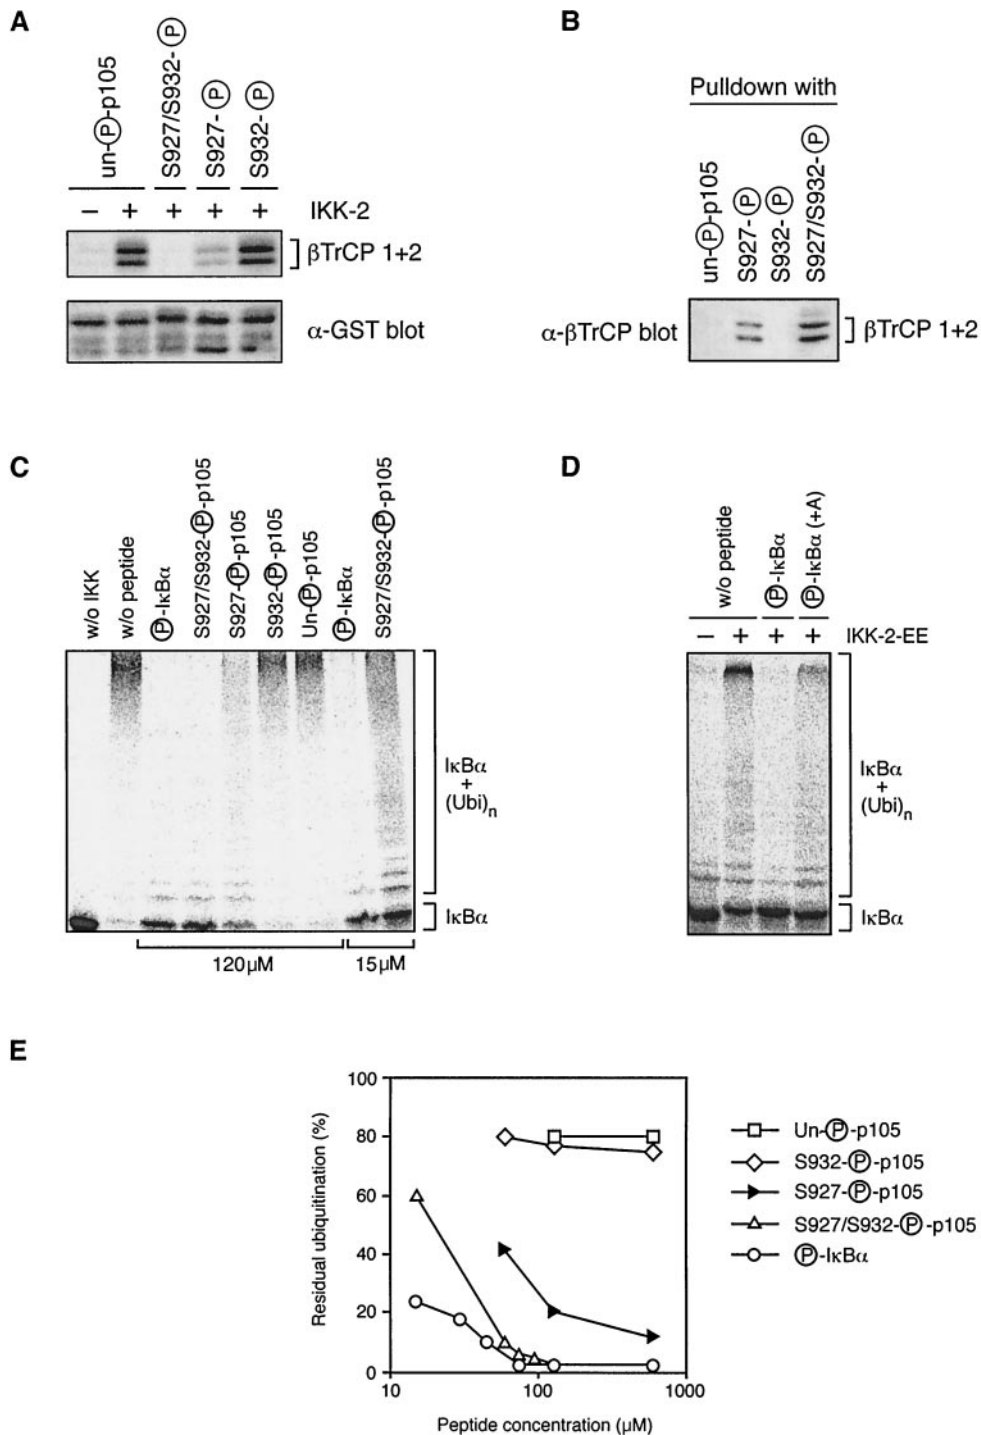 A
un-Ⓟ-p105
S927/S932-Ⓟ
S927-Ⓟ
S932-Ⓟ
− + + + + IKK-2
βTrCP 1+2
α-GST blot
B
Pulldown with
un-Ⓟ-p105
S927-Ⓟ
S932-Ⓟ
S927/S932-Ⓟ
α-βTrCP blot
βTrCP 1+2
C
w/o IKK
w/o peptide
Ⓟ-IκBα
S927/S932-Ⓟ-p105
S927-Ⓟ-p105
S932-Ⓟ-p105
Un-Ⓟ-p105
Ⓟ-IκBα
S927/S932-Ⓟ-p105
IκBα
+
(Ubi)n
IκBα
120µM
15µM
D
w/o peptide
Ⓟ-IκBα
Ⓟ-IκBα (+A)
− + + + IKK-2-EE
IκBα
+
(Ubi)n
IκBα
E
Residual ubiquitination (%)
100
80
60
40
20
0
10 100 1000
Peptide concentration (µM)
Un-Ⓟ-p105
S932-Ⓟ-p105
S927-Ⓟ-p105
S927/S932-Ⓟ-p105
Ⓟ-IκBα